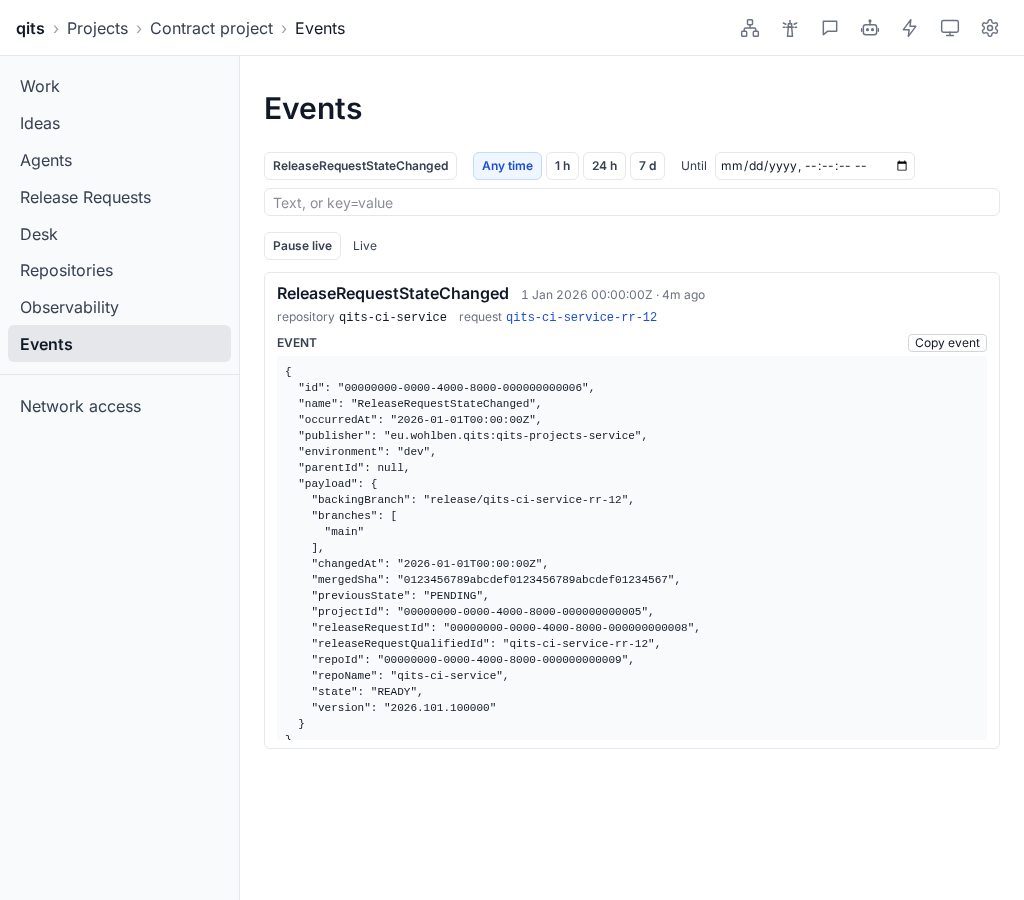 qits › Projects › Contract project › Events
Work
Ideas
Agents
Release Requests
Desk
Repositories
Observability
Events
Network access
Events
ReleaseRequestStateChanged Any time 1 h 24 h 7 d Until mm/dd/yyyy, --:--:-- --
Text, or key=value
Pause live Live
ReleaseRequestStateChanged 1 Jan 2026 00:00:00Z · 4m ago
repository qits-ci-service request qits-ci-service-rr-12
EVENT Copy event
{
  "id": "00000000-0000-4000-8000-000000000006",
  "name": "ReleaseRequestStateChanged",
  "occurredAt": "2026-01-01T00:00:00Z",
  "publisher": "eu.wohlben.qits:qits-projects-service",
  "environment": "dev",
  "parentId": null,
  "payload": {
    "backingBranch": "release/qits-ci-service-rr-12",
    "branches": [
      "main"
    ],
    "changedAt": "2026-01-01T00:00:00Z",
    "mergedSha": "0123456789abcdef0123456789abcdef01234567",
    "previousState": "PENDING",
    "projectId": "00000000-0000-4000-8000-000000000005",
    "releaseRequestId": "00000000-0000-4000-8000-000000000008",
    "releaseRequestQualifiedId": "qits-ci-service-rr-12",
    "repoId": "00000000-0000-4000-8000-000000000009",
    "repoName": "qits-ci-service",
    "state": "READY",
    "version": "2026.101.100000"
  }
}